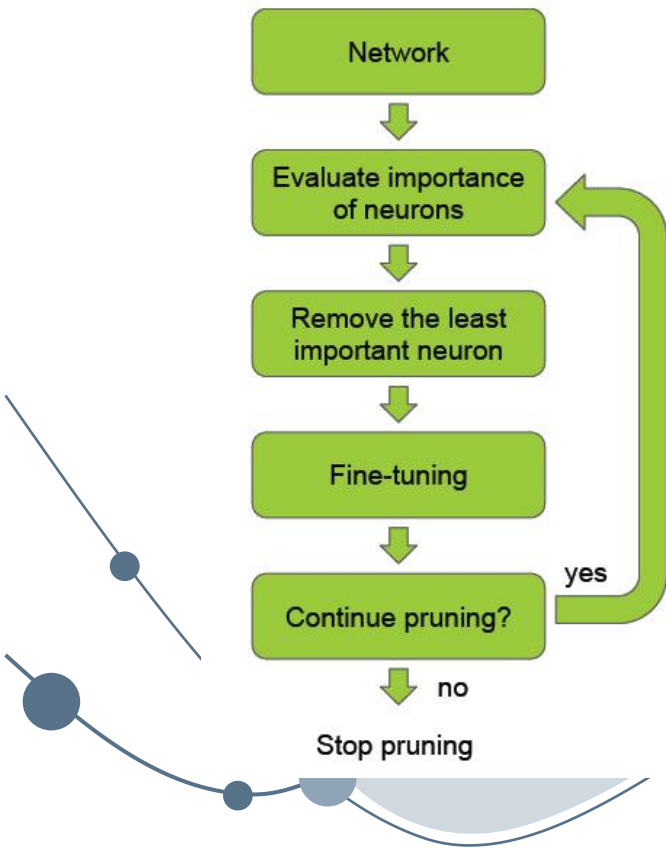 Network
Evaluate importance
of neurons
Remove the least
important neuron
Fine-tuning
yes
Continue pruning?
no
Stop pruning